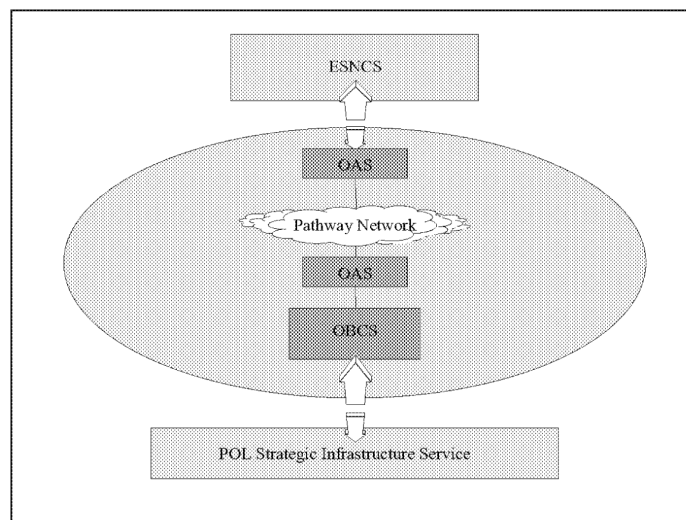 ESNCS
OAS
Pathway Network
OAS
OBCS
POL Strategic Infrastructure Service